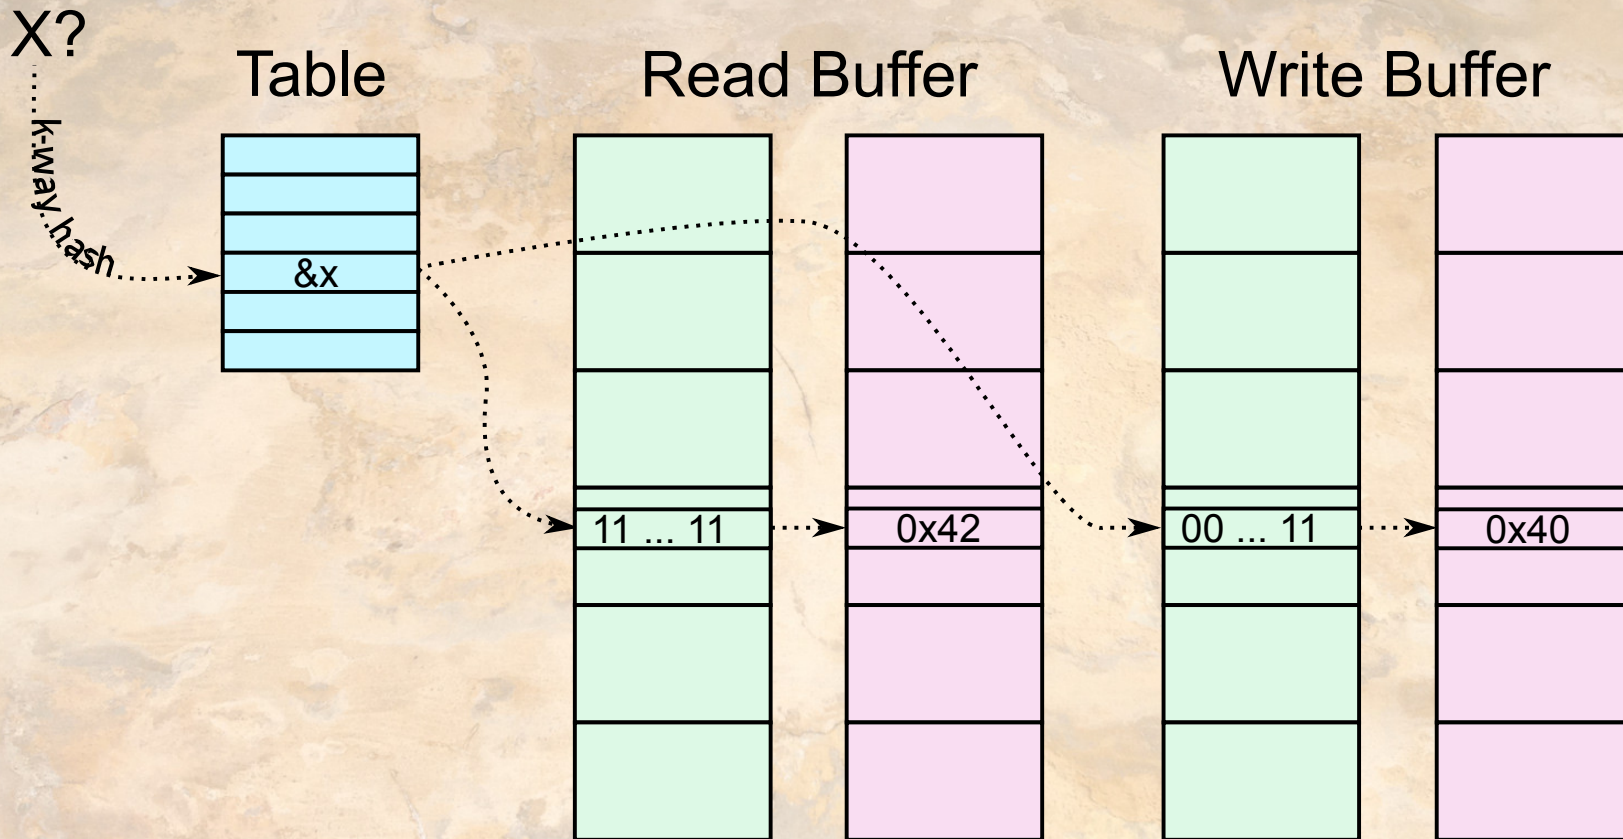 X?
k-way hash
Table
Read Buffer
Write Buffer
&x
11 ... 11
0x42
00 ... 11
0x40